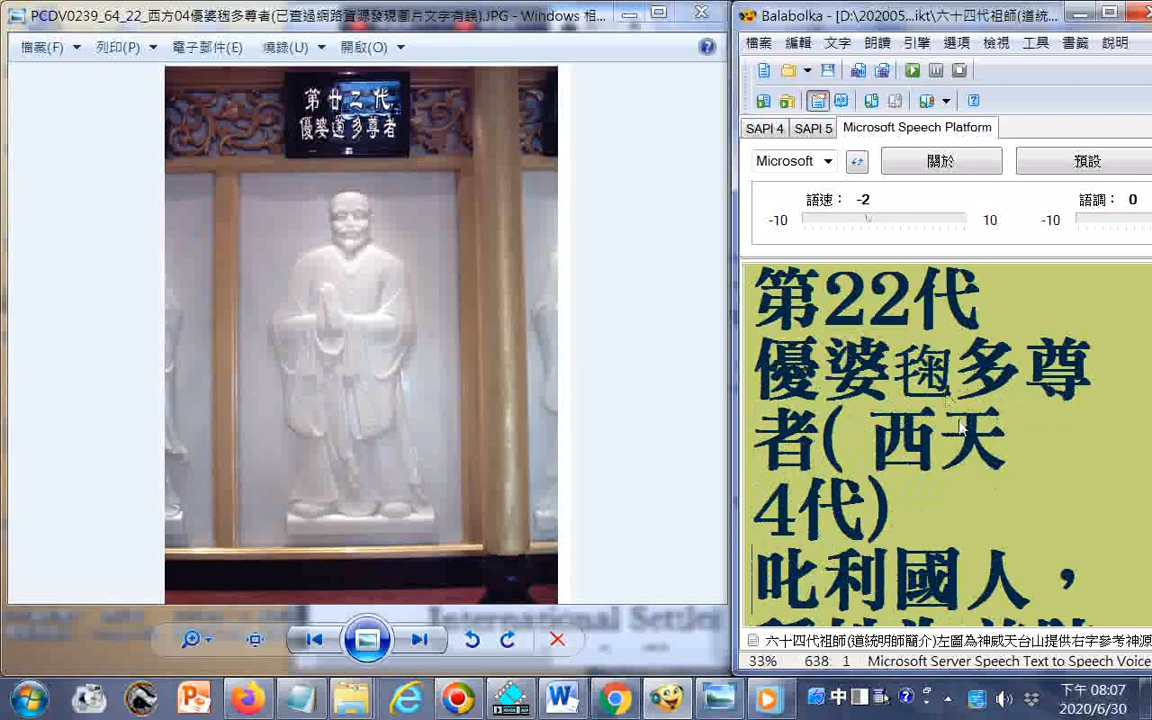 PCDV0239_64_22_西方04優婆毱多尊者(已查過網路資源發現圖片文字有誤).JPG - Windows 相...
檔案(F) 列印(P) 電子郵件(E) 燒錄(U) 開啟(O)
第廿二代
優婆毱多尊者
International Settler
Balabolka - [D:\202005...ikt\六十四代祖師(道統...
檔案 編輯 文字 朗讀 引擎 選項 檢視 工具 書籤 說明
SAPI 4 SAPI 5 Microsoft Speech Platform
Microsoft 關於 預設
語速： -2 語調： 0
-10 10 -10
第22代
優婆毱多尊
者( 西天
4代)
叱利國人，
六十四代祖師(道統明師簡介)左圖為神威天台山提供右字參考神源
33% 638 1 Microsoft Server Speech Text to Speech Voice
中
下午 08:07
2020/6/30